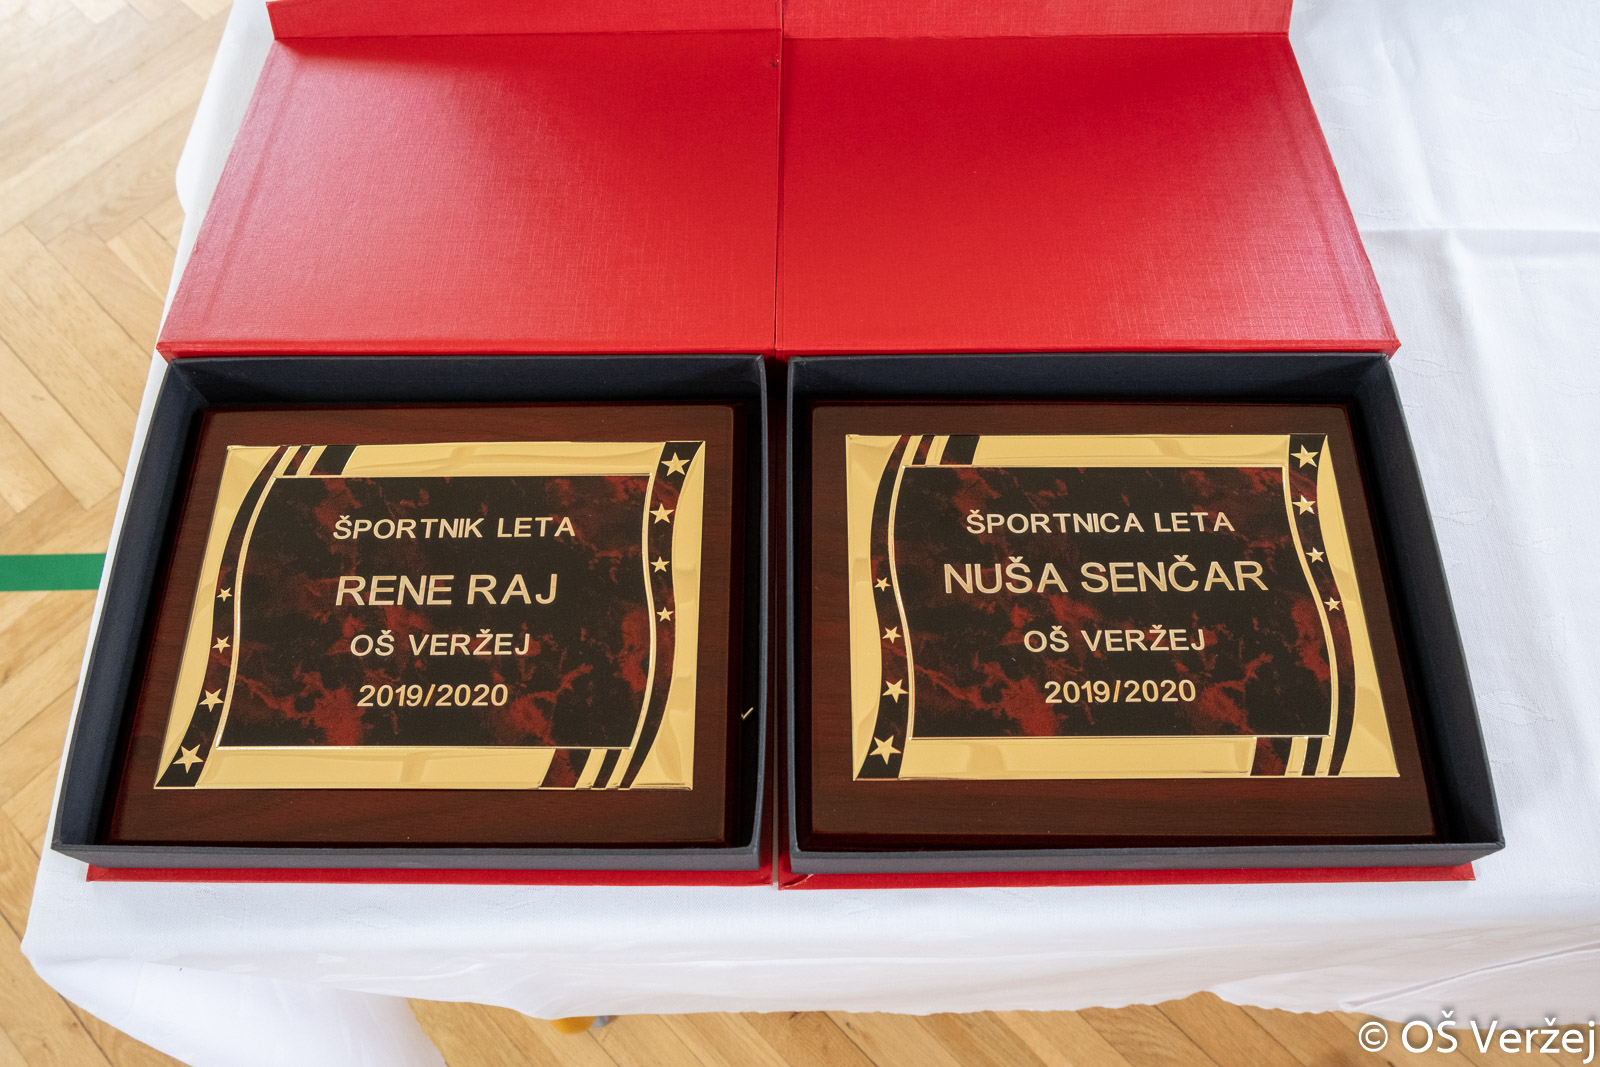 ŠPORTNIK LETA
RENE RAJ
OŠ VERŽEJ
2019/2020
ŠPORTNICA LETA
NUŠA SENČAR
OŠ VERŽEJ
2019/2020
© OŠ Veržej